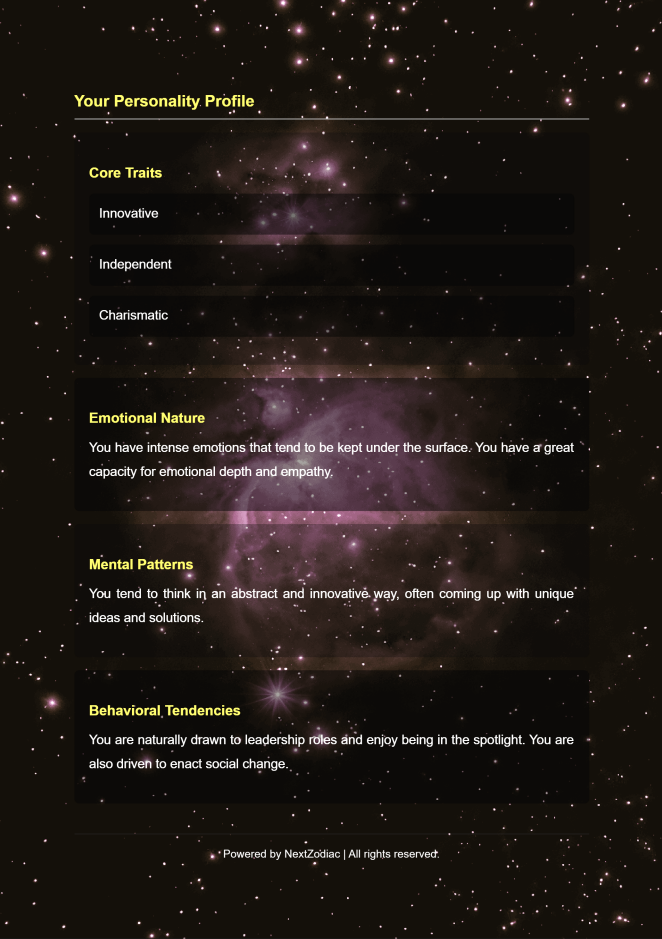 Your Personality Profile
Core Traits
Innovative
Independent
Charismatic
Emotional Nature
You have intense emotions that tend to be kept under the surface. You have a great
capacity for emotional depth and empathy.
Mental Patterns
You tend to think in an abstract and innovative way, often coming up with unique
ideas and solutions.
Behavioral Tendencies
You are naturally drawn to leadership roles and enjoy being in the spotlight. You are
also driven to enact social change.
Powered by NextZodiac | All rights reserved.